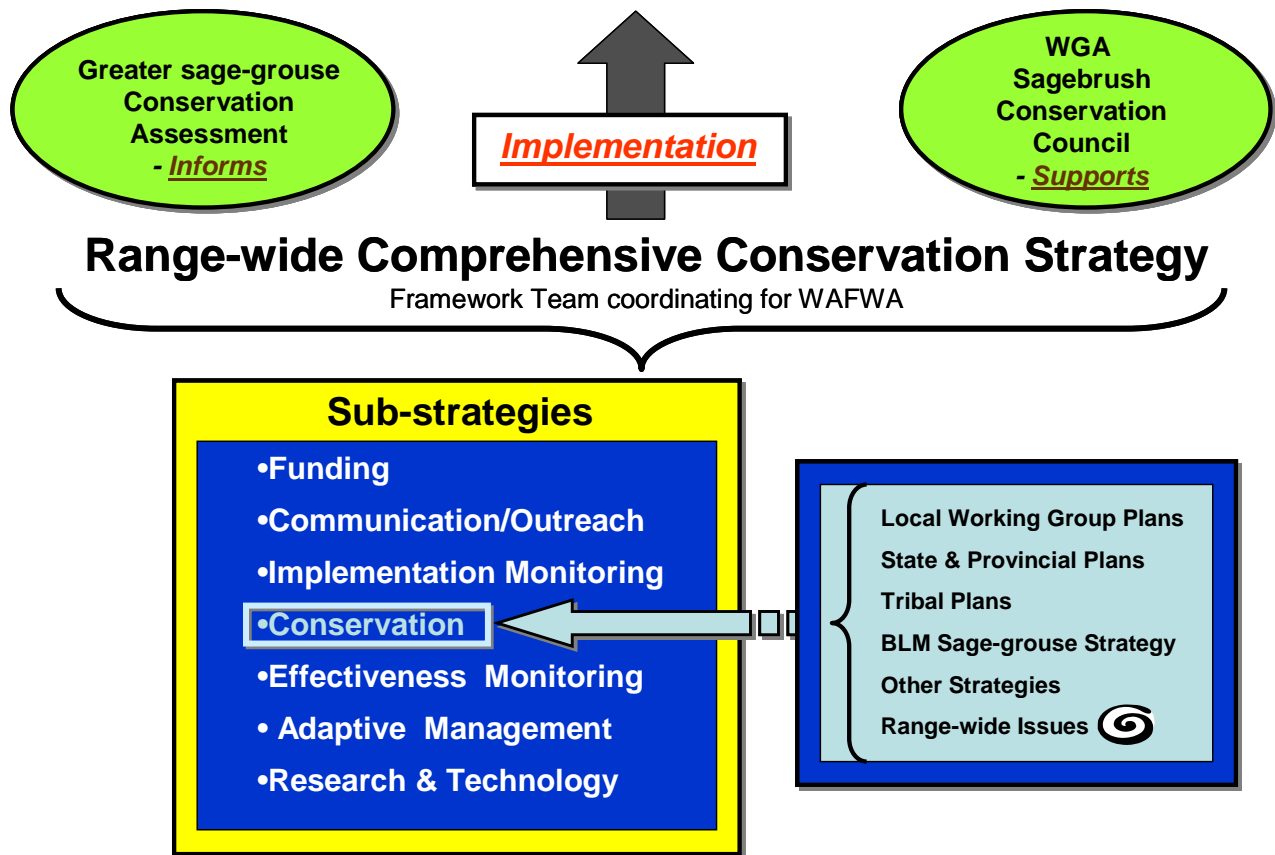 Greater sage-grouse
Conservation
Assessment
- Informs
Implementation
WGA
Sagebrush
Conservation
Council
- Supports
Range-wide Comprehensive Conservation Strategy
Framework Team coordinating for WAFWA
Sub-strategies
•Funding
•Communication/Outreach
•Implementation Monitoring
•Conservation
•Effectiveness Monitoring
• Adaptive Management
•Research & Technology
Local Working Group Plans
State & Provincial Plans
Tribal Plans
BLM Sage-grouse Strategy
Other Strategies
Range-wide Issues